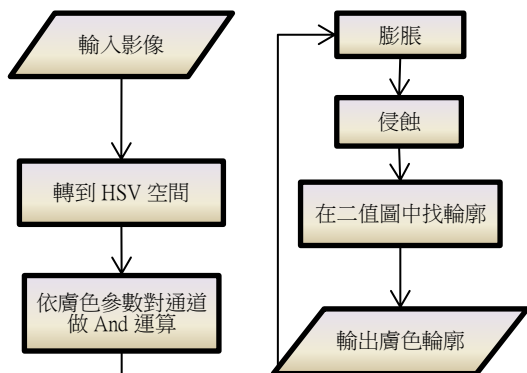 輸入影像
轉到 HSV 空間
依膚色參數對通道
做 And 運算
膨脹
侵蝕
在二值圖中找輪廓
輸出膚色輪廓